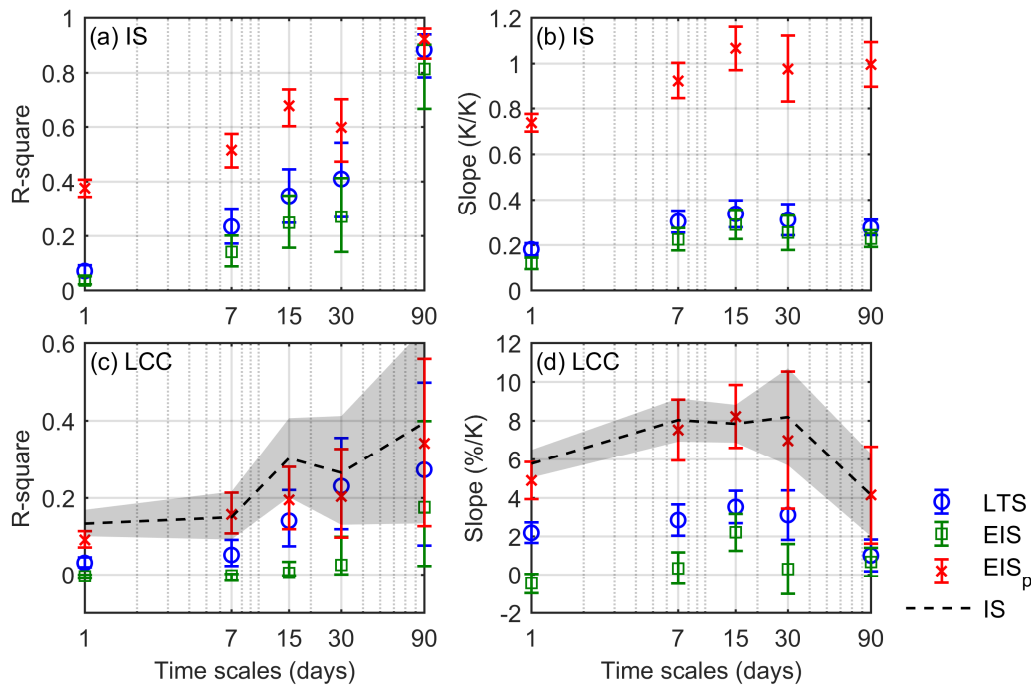 (a) IS
R-square
1
0.8
0.6
0.4
0.2
0
1 7 15 30 90
(b) IS
Slope (K/K)
1.2
1
0.8
0.6
0.4
0.2
0
1 7 15 30 90
(c) LCC
R-square
0.6
0.4
0.2
0
1 7 15 30 90
Time scales (days)
(d) LCC
Slope (%/K)
12
10
8
6
4
2
0
-2
1 7 15 30 90
Time scales (days)
LTS
EIS
EISp
IS